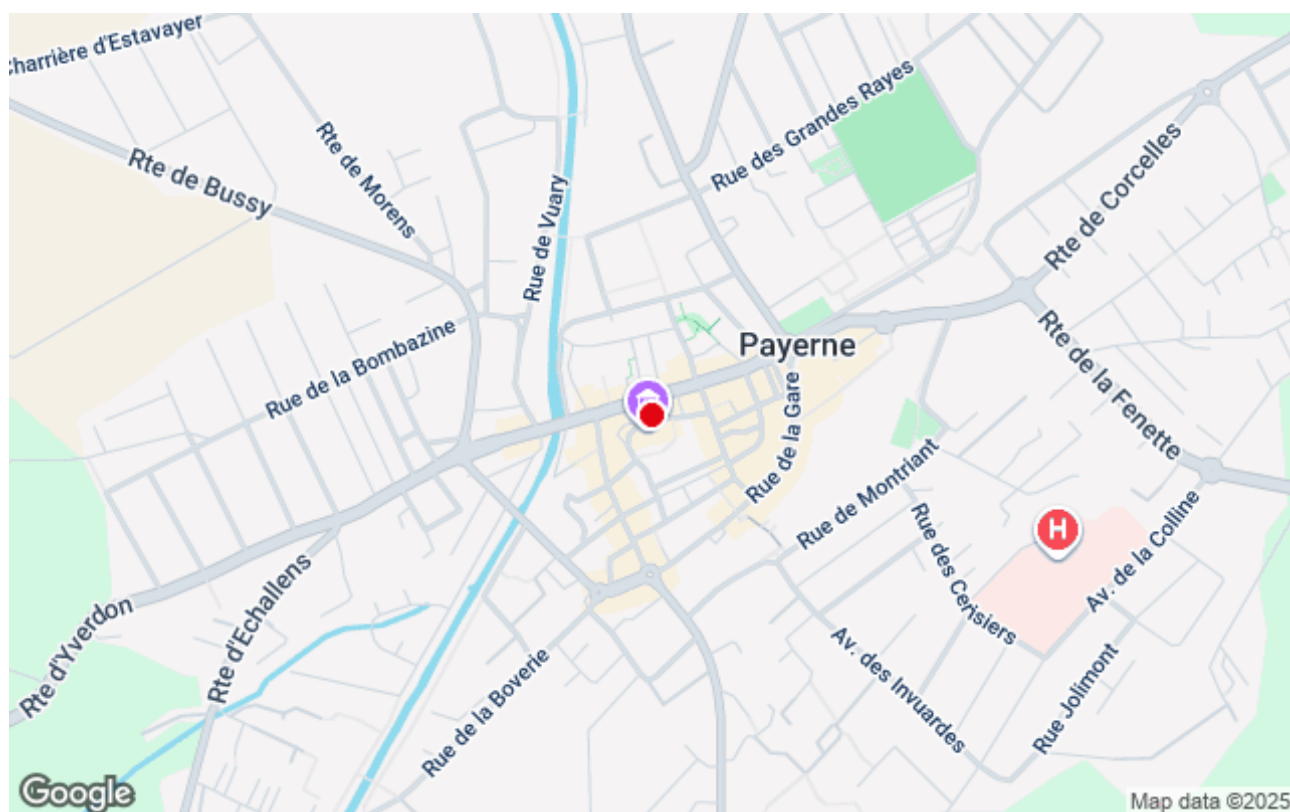 Charrière d'Estavayer
Rte de Bussy
Rte de Morens
Rue de Vuary
Rue des Grandes Rayes
Rte de Corcelles
Rue de la Bombazine
Payerne
Rte de la Fenette
Rue de la Gare
Rue de Montriant
H
Rue des Cerisiers
Av. de la Colline
Rte d'Yverdon
Rte d'Echallens
Rue de la Boverie
Av. des Invuardes
Rue Jolimont
Google
Map data ©2025